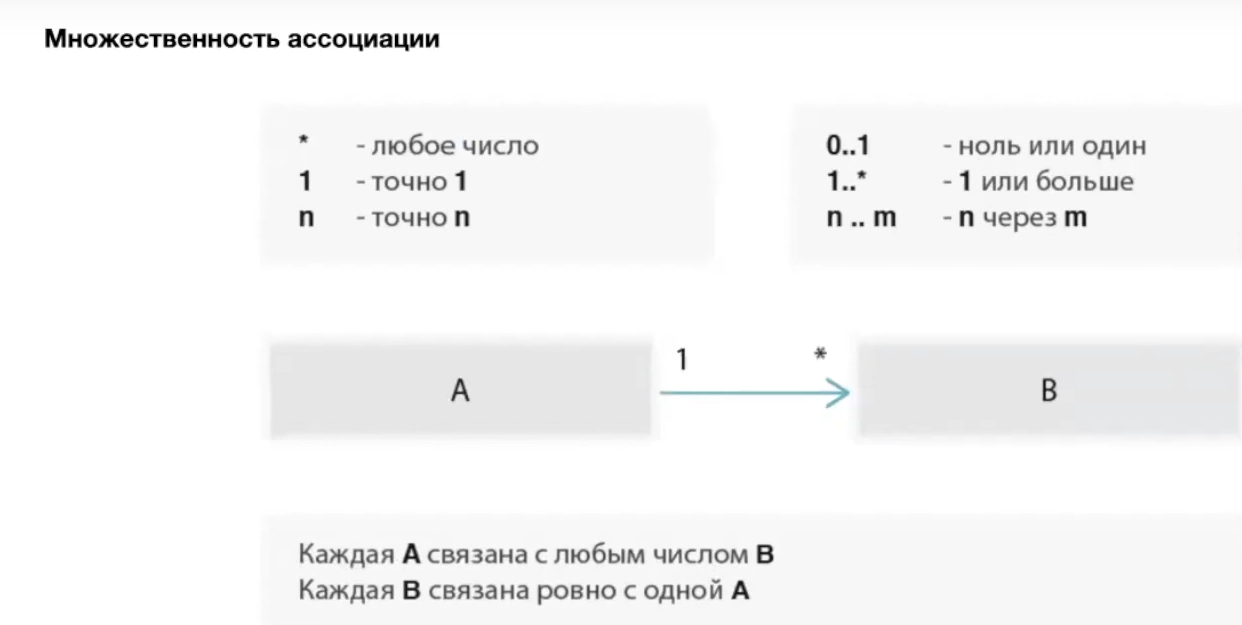 Множественность ассоциации
* - любое число
1 - точно 1
n - точно n
0..1 - ноль или один
1..* - 1 или больше
n .. m - n через m
A
1
*
B
Каждая A связана с любым числом B
Каждая B связана ровно с одной A